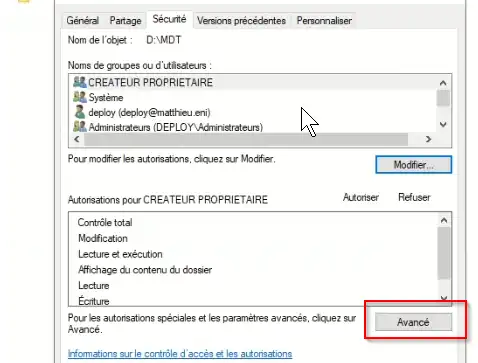 Général Partage Sécurité Versions précédentes Personnaliser
Nom de l'objet : D:\MDT
Noms de groupes ou d'utilisateurs :
CREATEUR PROPRIETAIRE
Système
deploy (deploy@matthieu.eni)
Administrateurs (DEPLOY\Administrateurs)
Pour modifier les autorisations, cliquez sur Modifier.
Modifier...
Autorisations pour CREATEUR PROPRIETAIRE Autoriser Refuser
Contrôle total
Modification
Lecture et exécution
Affichage du contenu du dossier
Lecture
Écriture
Pour les autorisations spéciales et les paramètres avancés, cliquez sur
Avancé.
Avancé
Informations sur le contrôle d'accès et les autorisations